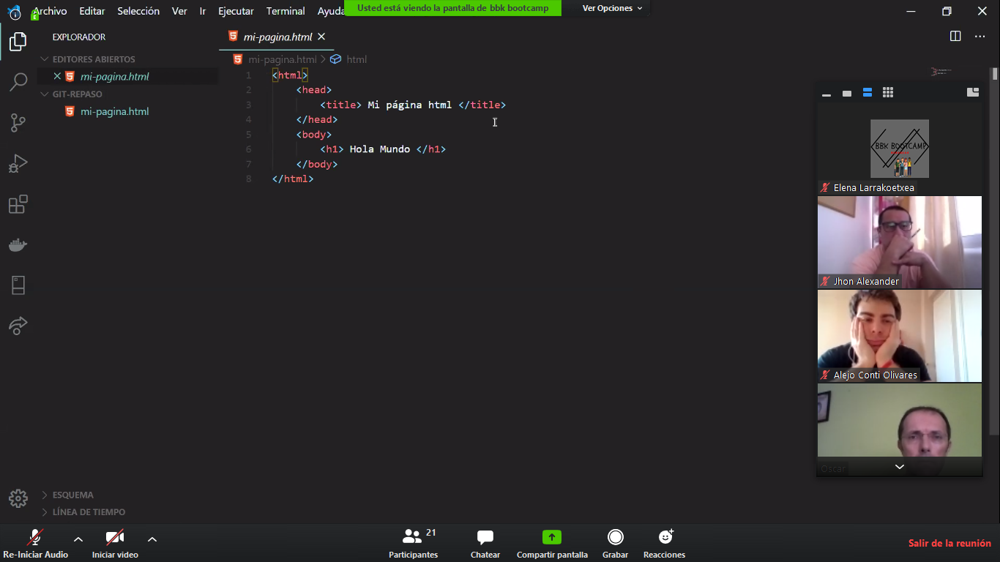 Archivo Editar Selección Ver Ir Ejecutar Terminal Ayuda
E
Usted está viendo la pantalla de bbk bootcamp
Ver Opciones
EXPLORADOR
EDITORES ABIERTOS
mi-pagina.html
GIT-REPASO
mi-pagina.html
ESQUEMA
LÍNEA DE TIEMPO
mi-pagina.html
mi-pagina.html > html
1 <html>
2 <head>
3 <title> Mi página html </title>
4 </head>
5 <body>
6 <h1> Hola Mundo </h1>
7 </body>
8 </html>
BBK BOOTCAMP
Elena Larrakoetxea
Jhon Alexander
Alejo Conti Olivares
Oscar
Re-Iniciar Audio
Iniciar video
21
Participantes
Chatear
Compartir pantalla
Grabar
Reacciones
Salir de la reunión